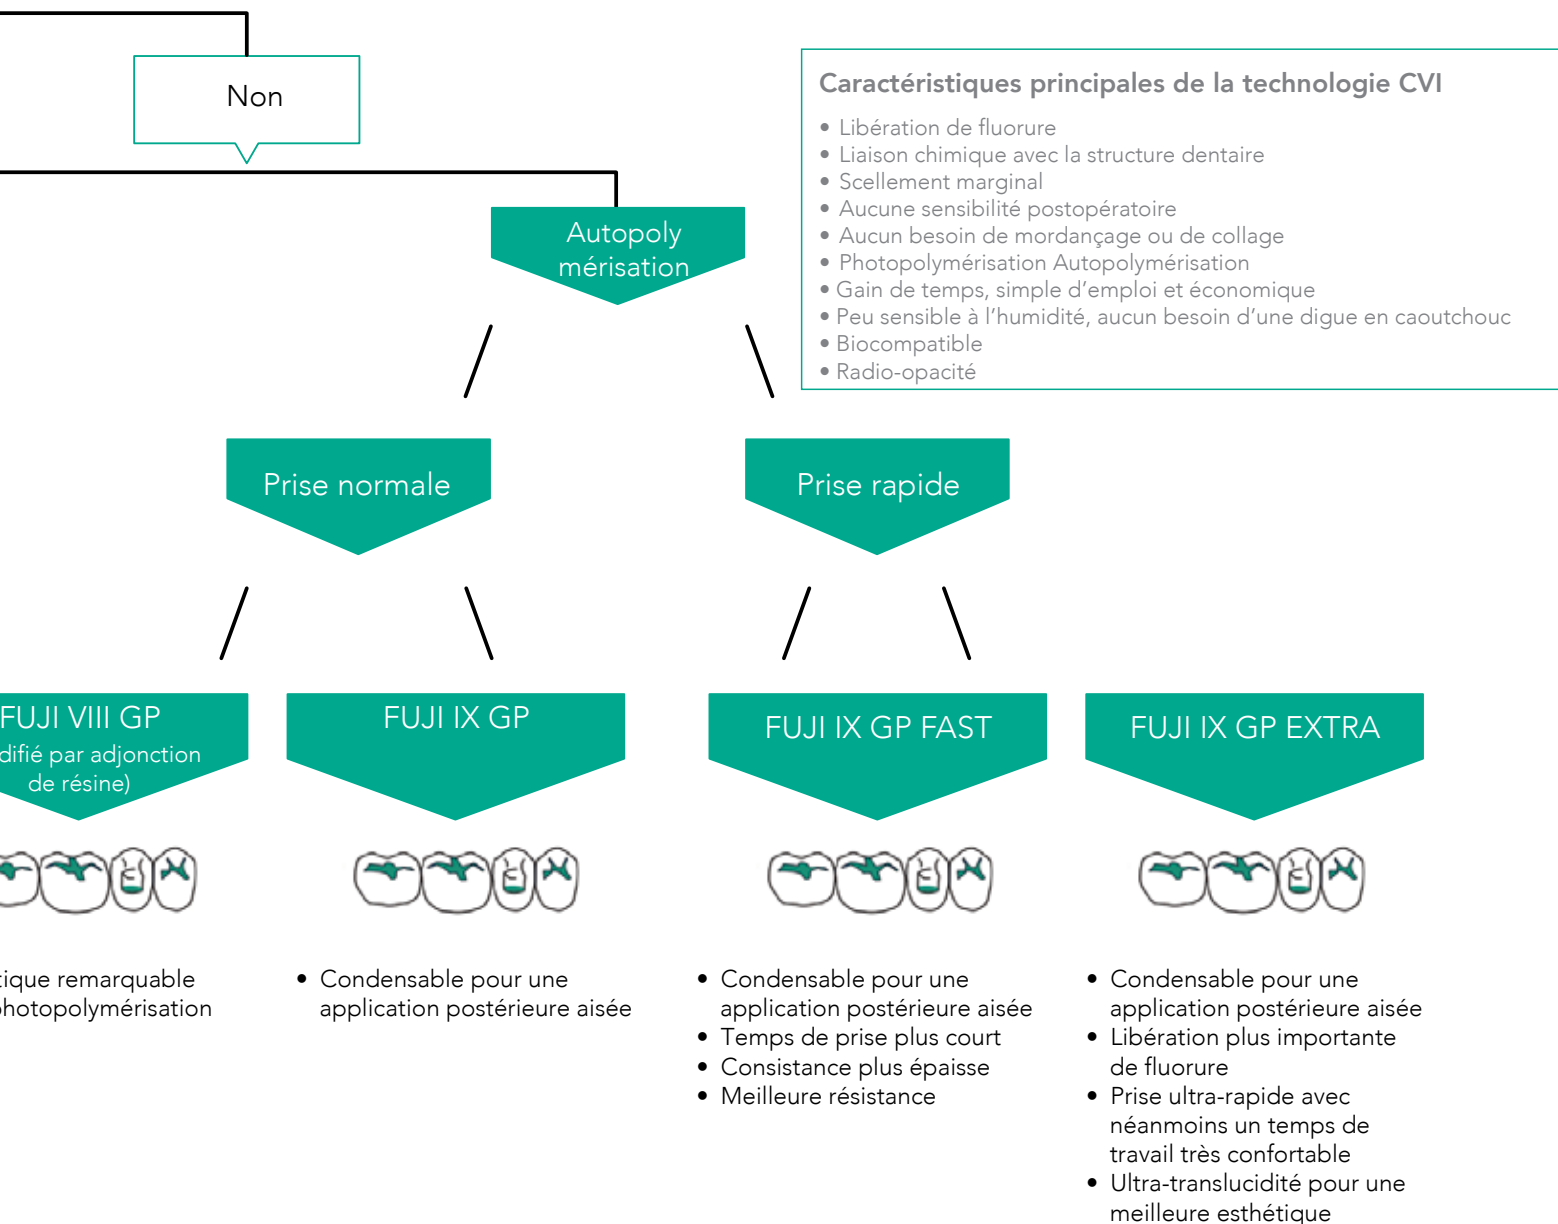 Non
Caractéristiques principales de la technologie CVI
• Libération de fluorure
• Liaison chimique avec la structure dentaire
• Scellement marginal
• Aucune sensibilité postopératoire
• Aucun besoin de mordançage ou de collage
• Photopolymérisation Autopolymérisation
• Gain de temps, simple d’emploi et économique
• Peu sensible à l’humidité, aucun besoin d’une digue en caoutchouc
• Biocompatible
• Radio-opacité
Autopoly
mérisation
Prise normale
Prise rapide
FUJI VIII GP
difié par adjonction
de résine)
tique remarquable
photopolymérisation
FUJI IX GP
• Condensable pour une
application postérieure aisée
FUJI IX GP FAST
• Condensable pour une
application postérieure aisée
• Temps de prise plus court
• Consistance plus épaisse
• Meilleure résistance
FUJI IX GP EXTRA
• Condensable pour une
application postérieure aisée
• Libération plus importante
de fluorure
• Prise ultra-rapide avec
néanmoins un temps de
travail très confortable
• Ultra-translucidité pour une
meilleure esthétique